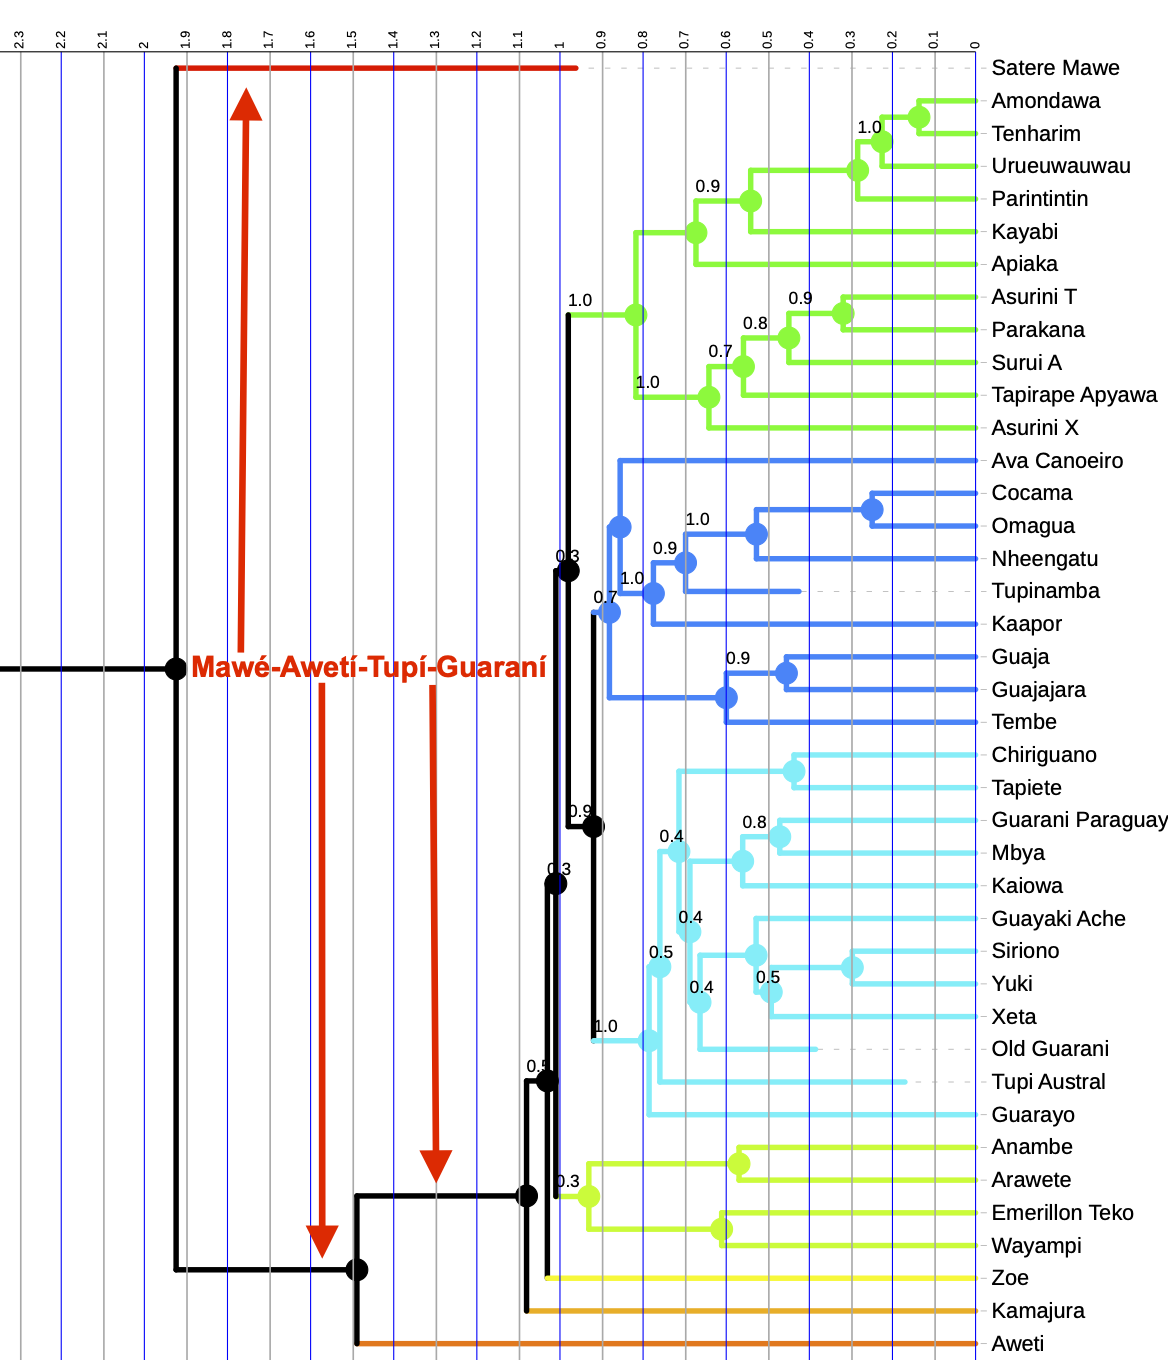 2.3 2.2 2.1 2 1.9 1.8 1.7 1.6 1.5 1.4 1.3 1.2 1.1 1 0.9 0.8 0.7 0.6 0.5 0.4 0.3 0.2 0.1 0
Satere Mawe
Amondawa
1.0
Tenharim
Urueuwauwau
0.9
Parintintin
Kayabi
Apiaka
1.0
0.9
Asurini T
0.8
Parakana
0.7
Surui A
1.0
Tapirape Apyawa
Asurini X
Ava Canoeiro
Cocama
1.0
Omagua
0.3
0.9
Nheengatu
1.0
Tupinamba
0.7
Kaapor
Mawé-Awetí-Tupí-Guaraní
0.9
Guaja
Guajajara
Tembe
Chiriguano
Tapiete
0.9
0.8
Guarani Paraguay
0.4
Mbya
0.3
Kaiowa
0.4
Guayaki Ache
0.5
Siriono
0.4
0.5
Yuki
Xeta
1.0
Old Guarani
0.5
Tupi Austral
Guarayo
Anambe
0.3
Arawete
Emerillon Teko
Wayampi
Zoe
Kamajura
Aweti